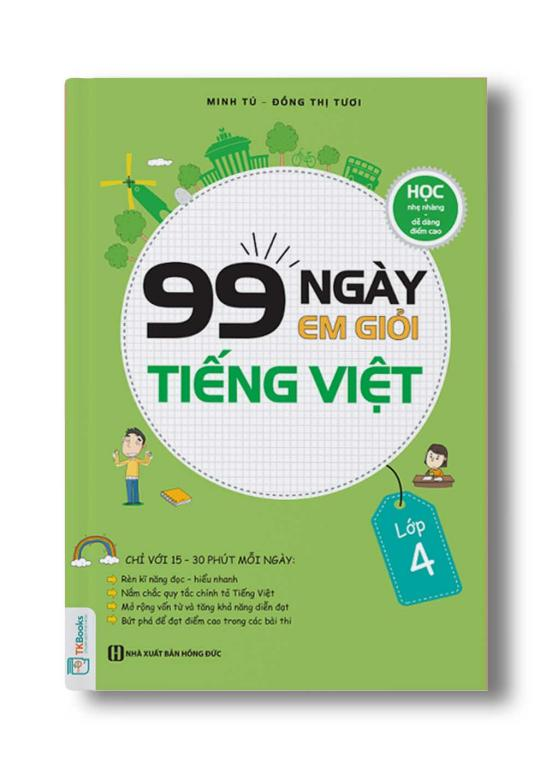 MINH TÚ – ĐỒNG THỊ TƯƠI
HỌC
nhẹ nhàng
-
dễ dàng
điểm cao
99 NGÀY
EM GIỎI
TIẾNG VIỆT
Lớp
4
CHỈ VỚI 15 – 30 PHÚT MỖI NGÀY:
Rèn kĩ năng đọc – hiểu nhanh
Nắm chắc quy tắc chính tả Tiếng Việt
Mở rộng vốn từ và tăng khả năng diễn đạt
Bứt phá để đạt điểm cao trong các bài thi
TKBooks
NHÀ XUẤT BẢN HỒNG ĐỨC